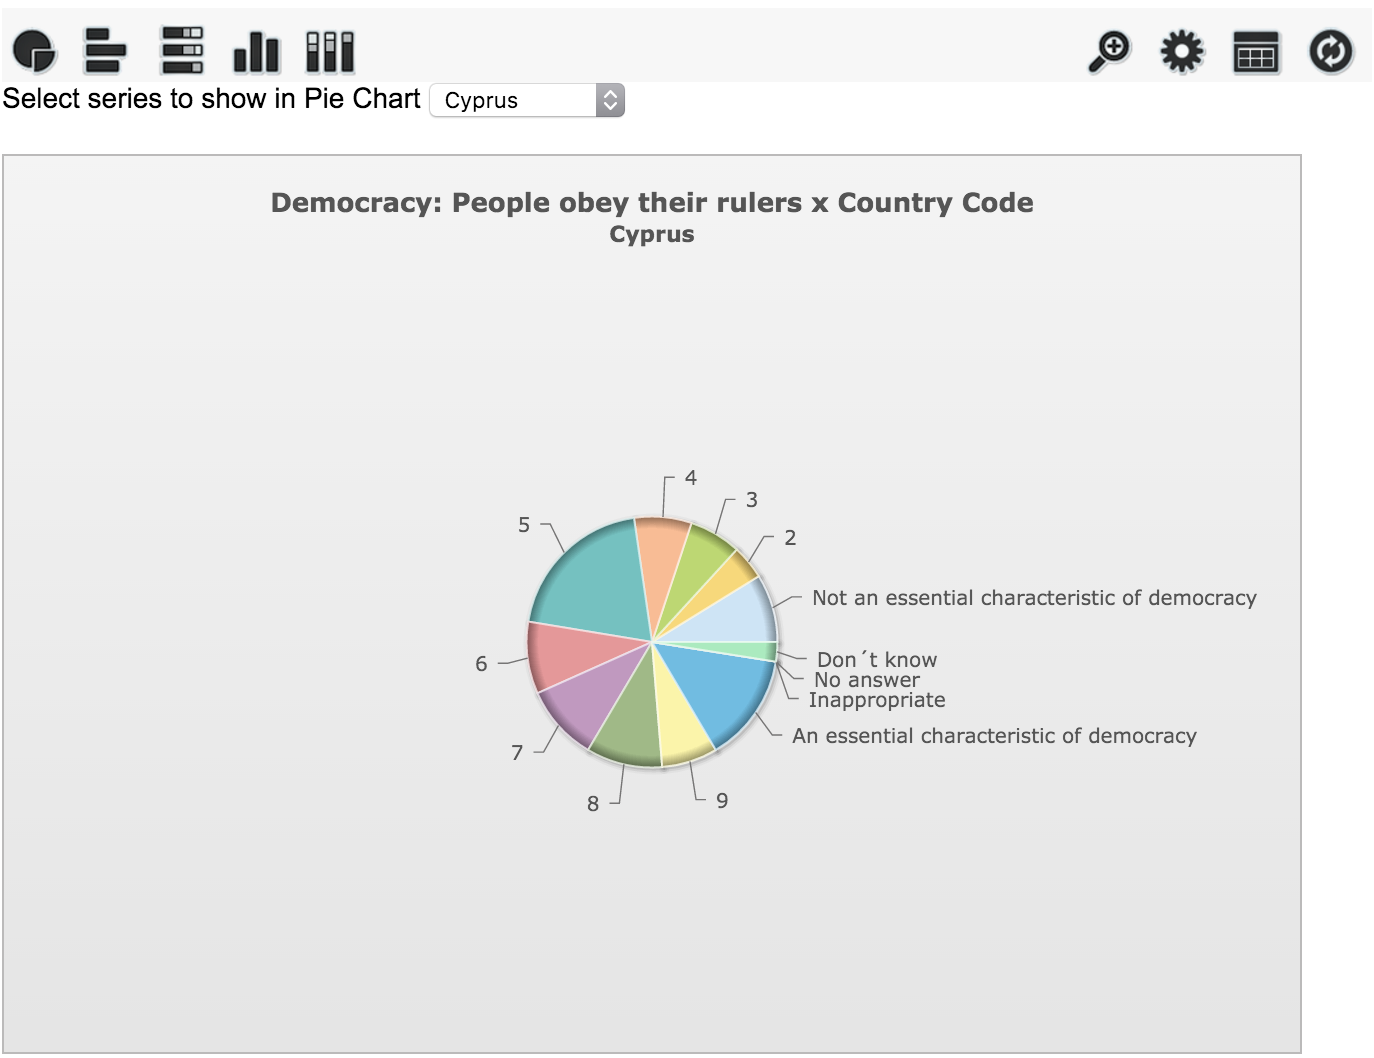 Select series to show in Pie Chart Cyprus
Democracy: People obey their rulers x Country Code
Cyprus
4
3
5
2
Not an essential characteristic of democracy
6
Don´t know
No answer
Inappropriate
An essential characteristic of democracy
7
9
8